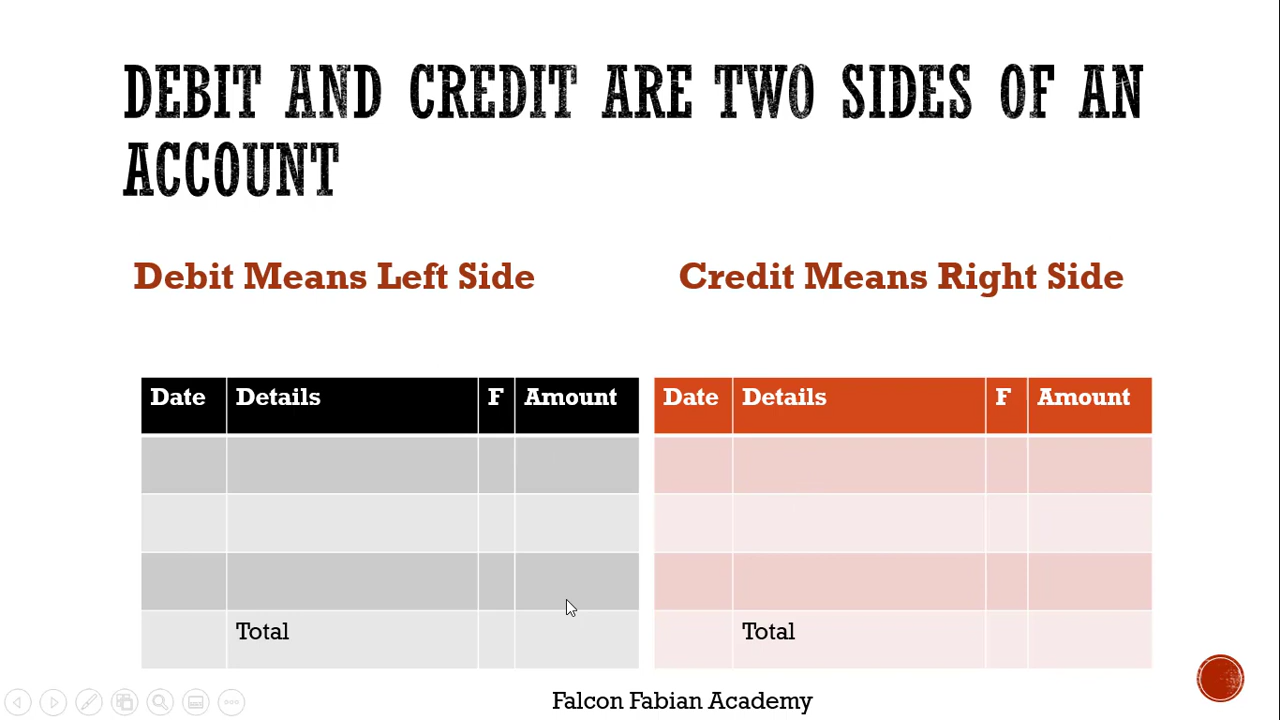 DEBIT AND CREDIT ARE TWO SIDES OF AN
ACCOUNT
Debit Means Left Side
Credit Means Right Side
Date Details F Amount
Total
Date Details F Amount
Total
Falcon Fabian Academy